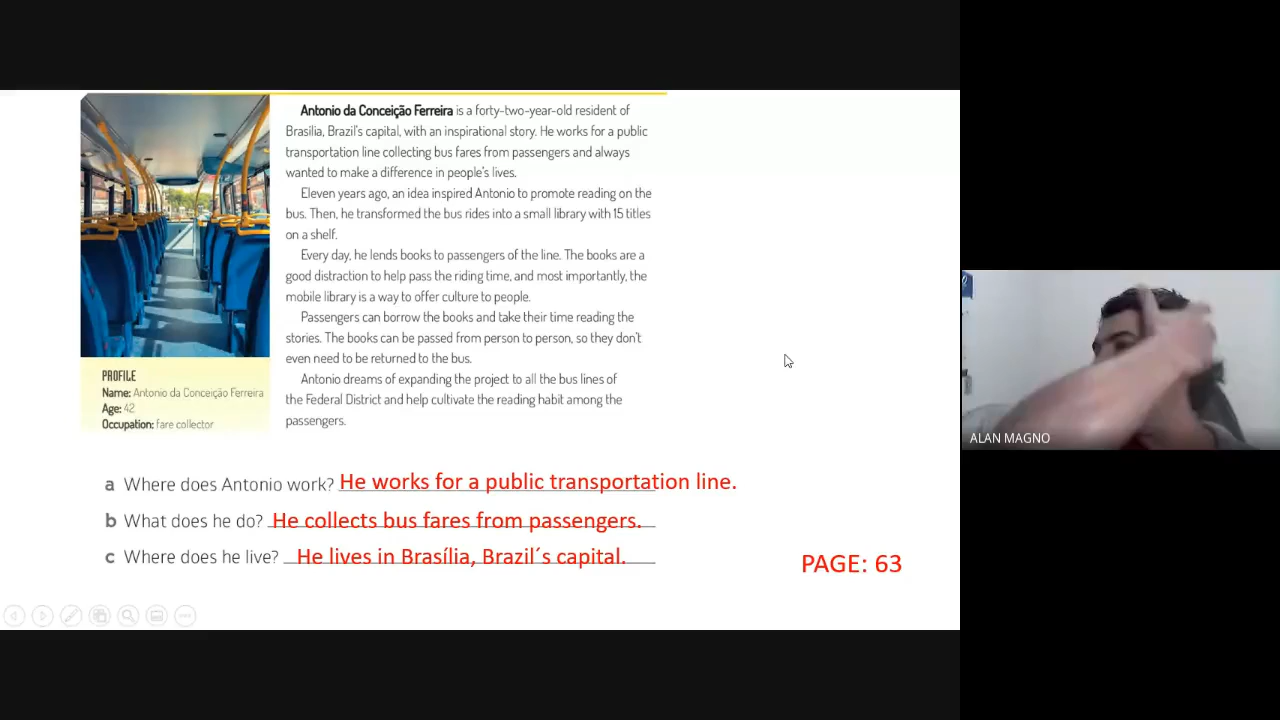 Antonio da Conceição Ferreira is a forty-two-year-old resident of
Brasília, Brazil's capital, with an inspirational story. He works for a public
transportation line collecting bus fares from passengers and always
wanted to make a difference in people's lives.
Eleven years ago, an idea inspired Antonio to promote reading on the
bus. Then, he transformed the bus rides into a small library with 15 titles
on a shelf.
Every day, he lends books to passengers of the line. The books are a
good distraction to help pass the riding time, and most importantly, the
mobile library is a way to offer culture to people.
Passengers can borrow the books and take their time reading the
stories. The books can be passed from person to person, so they don't
even need to be returned to the bus.
Antonio dreams of expanding the project to all the bus lines of
the Federal District and help cultivate the reading habit among the
passengers.
PROFILE
Name: Antonio da Conceição Ferreira
Age: 42
Occupation: fare collector
a Where does Antonio work? He works for a public transportation line.
b What does he do? He collects bus fares from passengers.
c Where does he live? He lives in Brasília, Brazil´s capital.
PAGE: 63
ALAN MAGNO